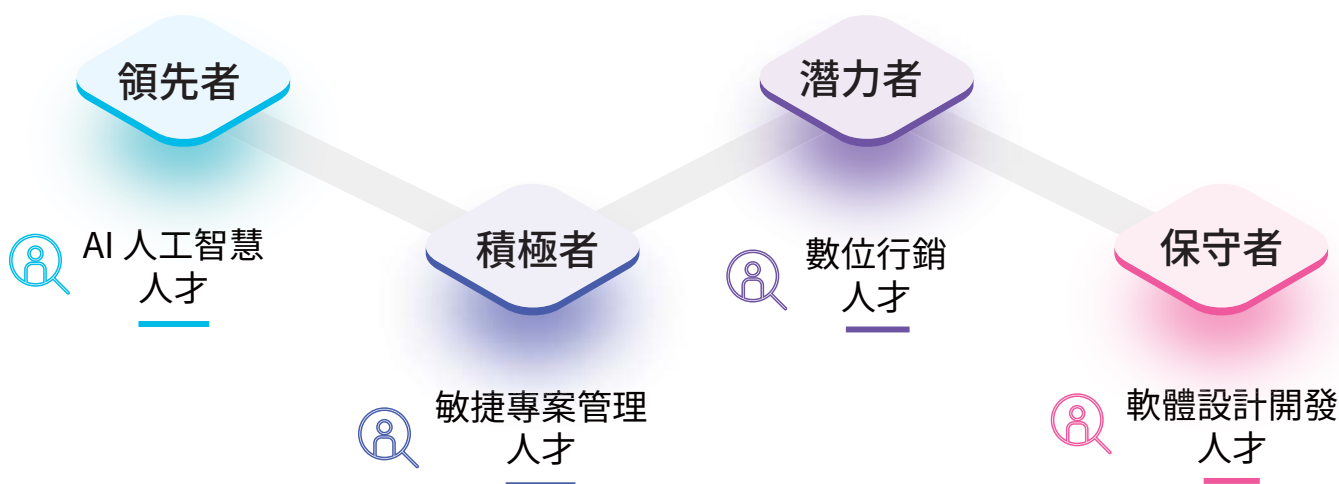 領先者
AI 人工智慧
人才
積極者
敏捷專案管理
人才
潛力者
數位行銷
人才
保守者
軟體設計開發
人才